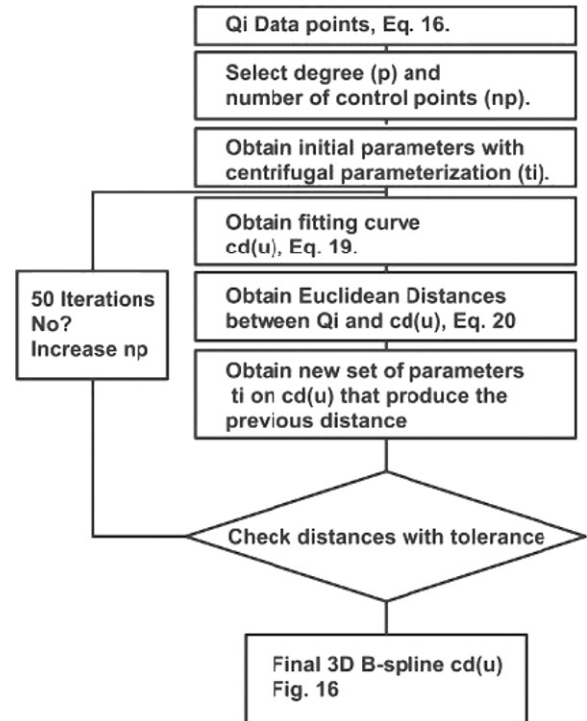 Qi Data points, Eq. 16.
Select degree (p) and
number of control points (np).
Obtain initial parameters with
centrifugal parameterization (ti).
Obtain fitting curve
cd(u), Eq. 19.
50 Iterations
No?
Increase np
Obtain Euclidean Distances
between Qi and cd(u), Eq. 20
Obtain new set of parameters
ti on cd(u) that produce the
previous distance
Check distances with tolerance
Final 3D B-spline cd(u)
Fig. 16